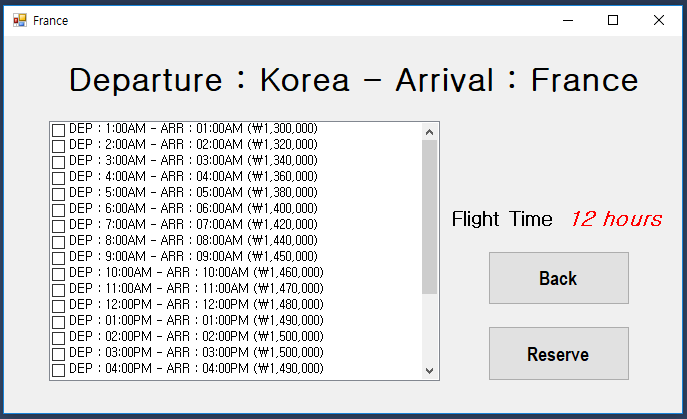 France
Departure : Korea - Arrival : France
DEP : 1:00AM - ARR : 01:00AM (₩1,300,000)
DEP : 2:00AM - ARR : 02:00AM (₩1,320,000)
DEP : 3:00AM - ARR : 03:00AM (₩1,340,000)
DEP : 4:00AM - ARR : 04:00AM (₩1,360,000)
DEP : 5:00AM - ARR : 05:00AM (₩1,380,000)
DEP : 6:00AM - ARR : 06:00AM (₩1,400,000)
DEP : 7:00AM - ARR : 07:00AM (₩1,420,000)
DEP : 8:00AM - ARR : 08:00AM (₩1,440,000)
DEP : 9:00AM - ARR : 09:00AM (₩1,450,000)
DEP : 10:00AM - ARR : 10:00AM (₩1,460,000)
DEP : 11:00AM - ARR : 11:00AM (₩1,470,000)
DEP : 12:00PM - ARR : 12:00PM (₩1,480,000)
DEP : 01:00PM - ARR : 01:00PM (₩1,490,000)
DEP : 02:00PM - ARR : 02:00PM (₩1,500,000)
DEP : 03:00PM - ARR : 03:00PM (₩1,500,000)
DEP : 04:00PM - ARR : 04:00PM (₩1,490,000)
Flight Time 12 hours
Back
Reserve